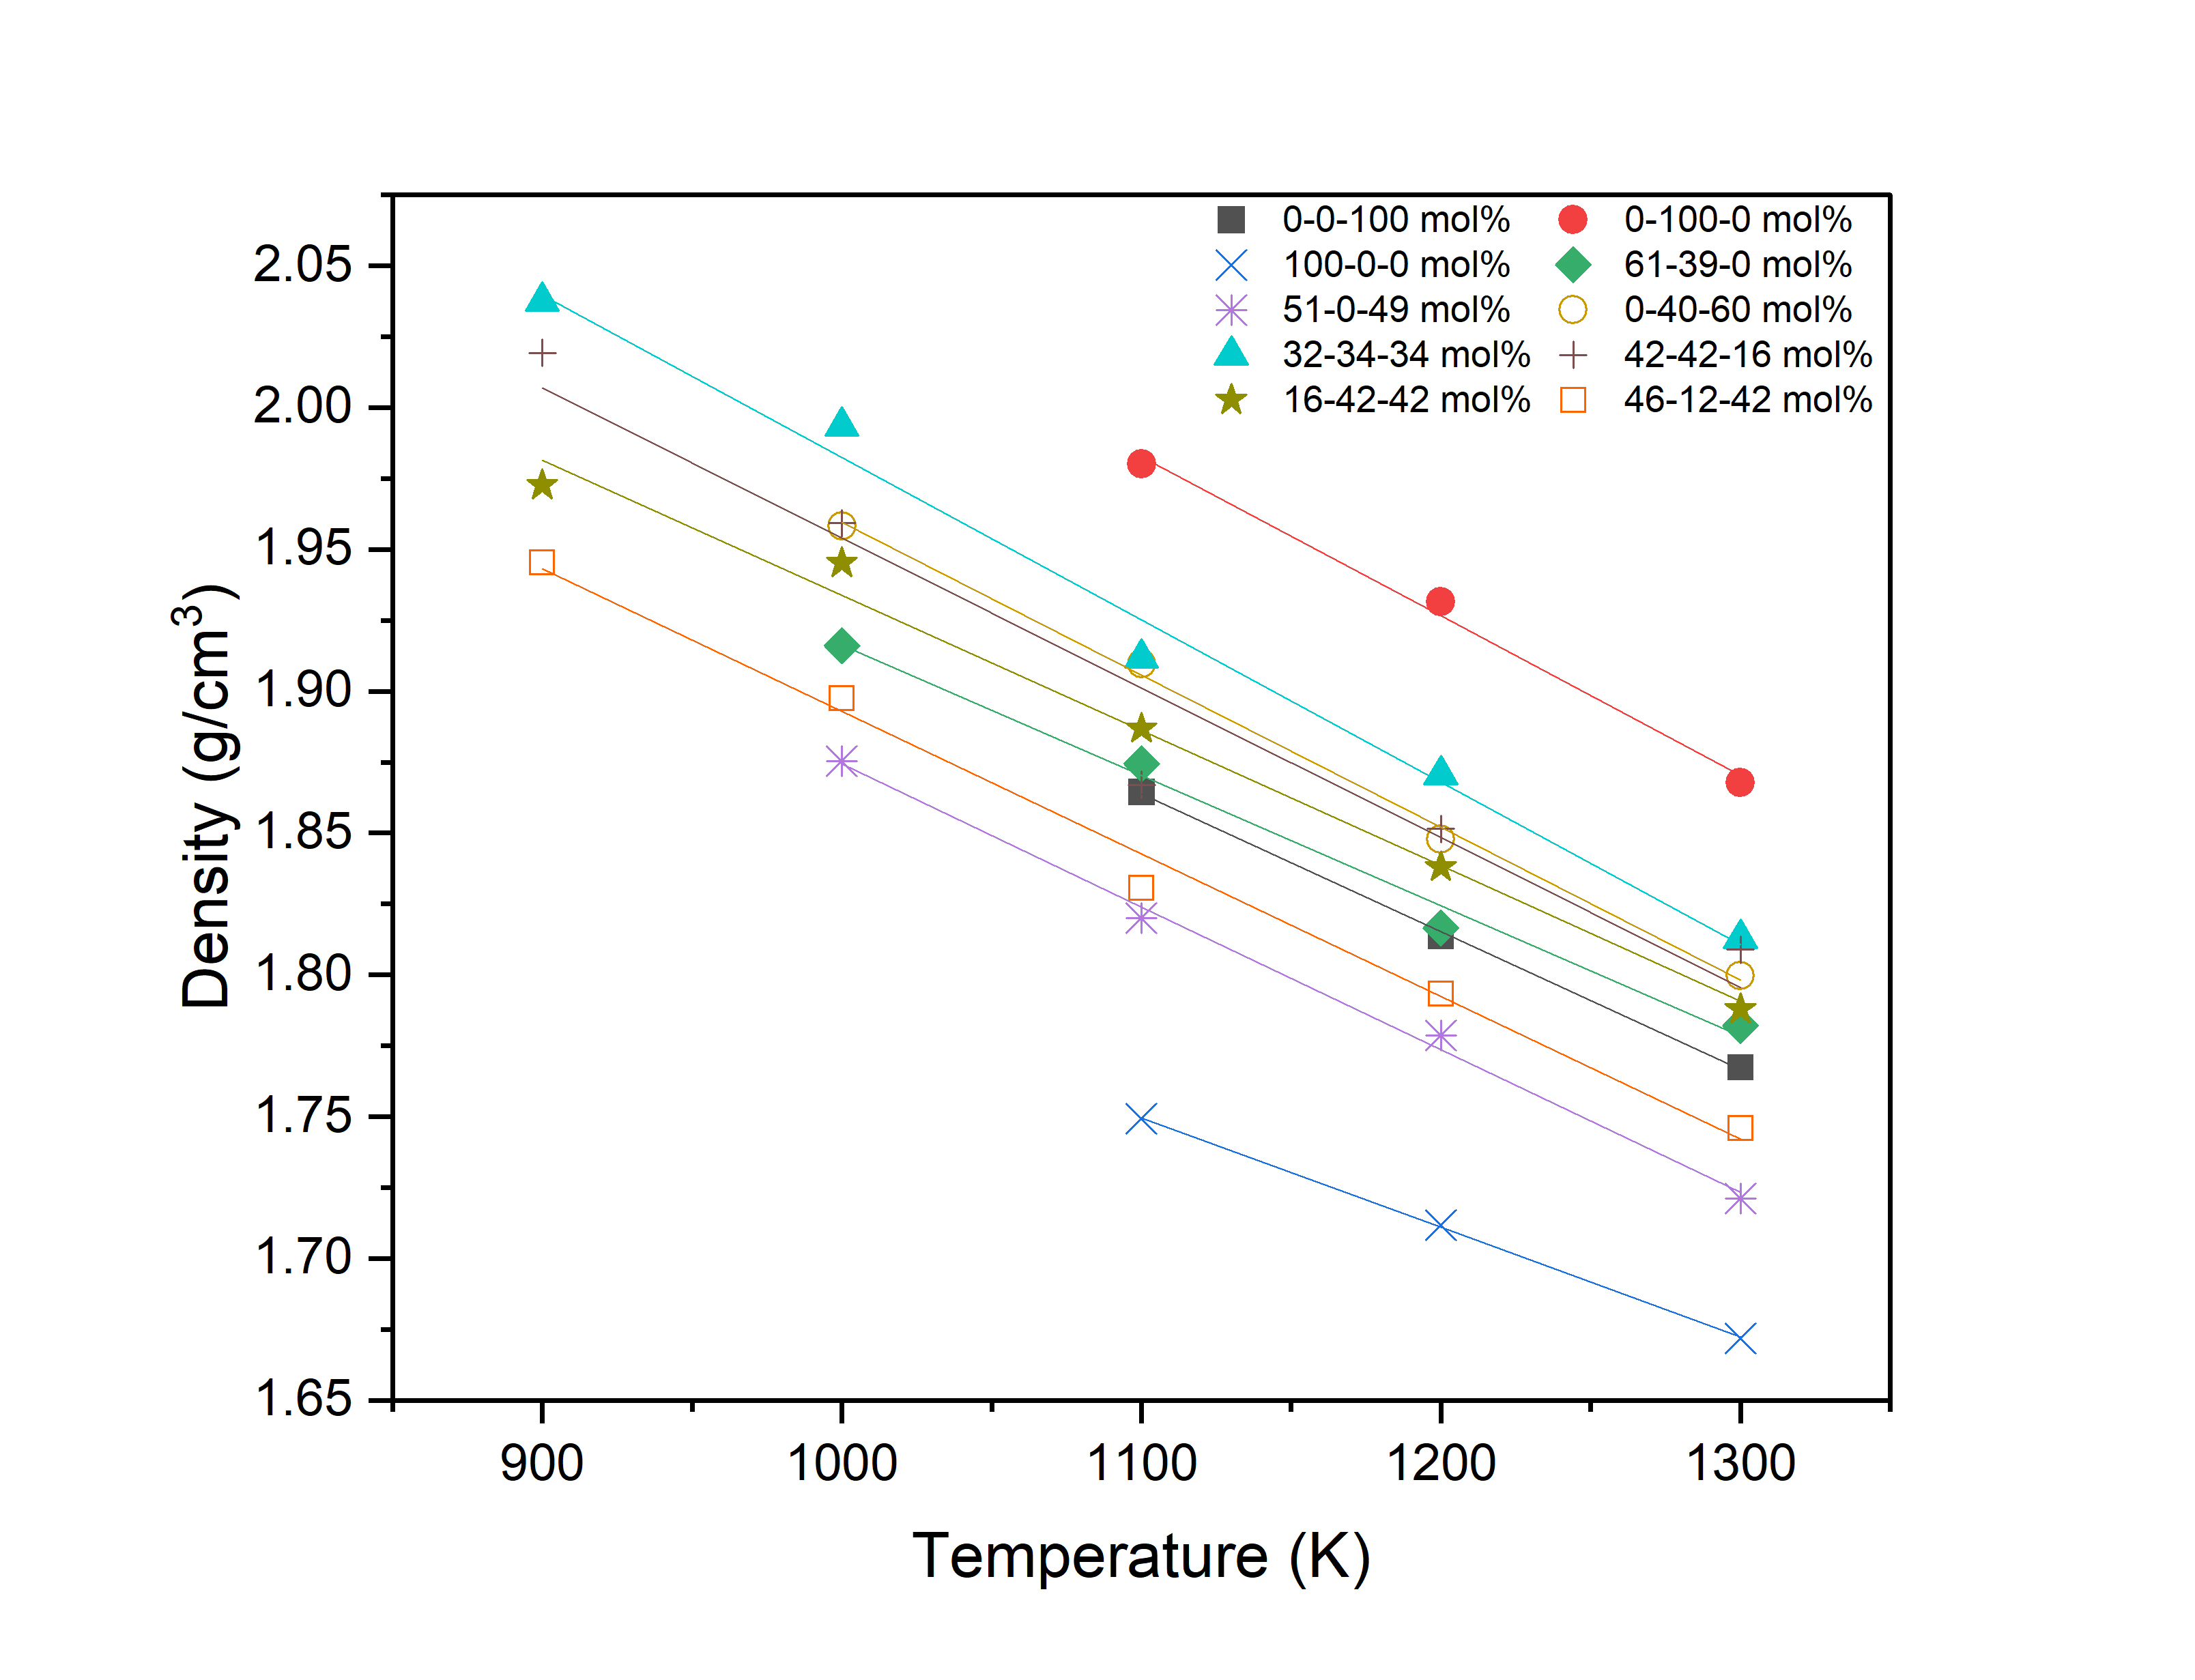 0-0-100 mol% 0-100-0 mol%
100-0-0 mol% 61-39-0 mol%
51-0-49 mol% 0-40-60 mol%
32-34-34 mol% 42-42-16 mol%
16-42-42 mol% 46-12-42 mol%
Density (g/cm³)
2.05
2.00
1.95
1.90
1.85
1.80
1.75
1.70
1.65
900 1000 1100 1200 1300
Temperature (K)